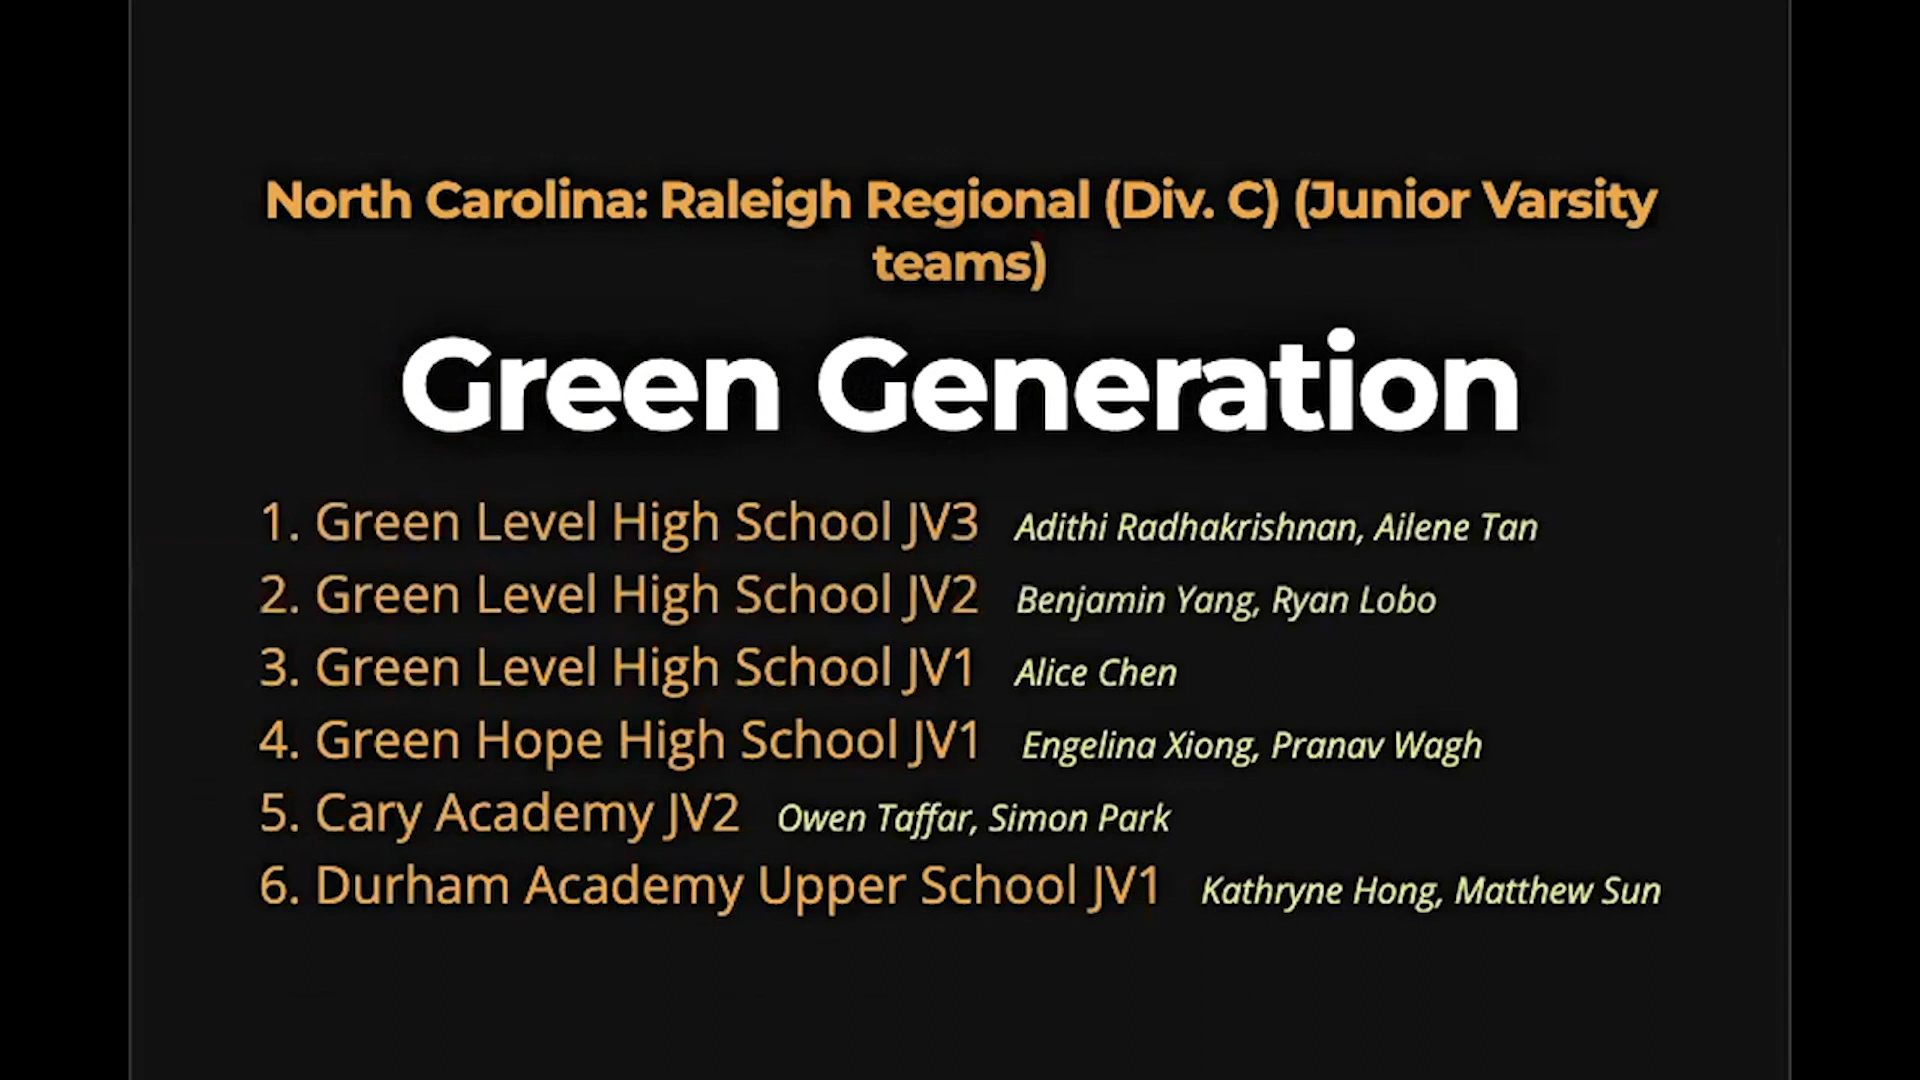 North Carolina: Raleigh Regional (Div. C) (Junior Varsity
teams)
Green Generation
1. Green Level High School JV3 Adithi Radhakrishnan, Ailene Tan
2. Green Level High School JV2 Benjamin Yang, Ryan Lobo
3. Green Level High School JV1 Alice Chen
4. Green Hope High School JV1 Engelina Xiong, Pranav Wagh
5. Cary Academy JV2 Owen Taffar, Simon Park
6. Durham Academy Upper School JV1 Kathryne Hong, Matthew Sun